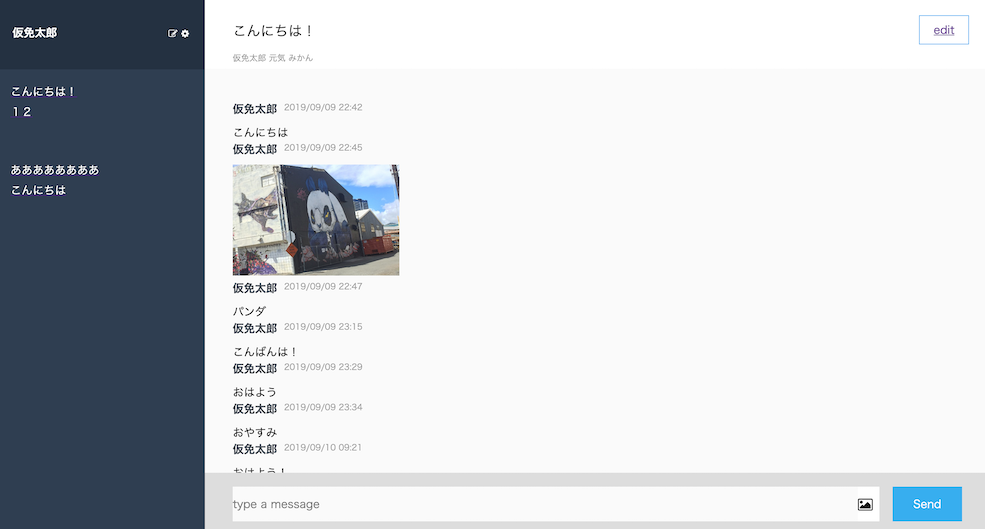 仮免太郎
こんにちは！
１２
ああああああああ
こんにちは
こんにちは！
仮免太郎 元気 みかん
edit
仮免太郎 2019/09/09 22:42
こんにちは
仮免太郎 2019/09/09 22:45
仮免太郎 2019/09/09 22:47
パンダ
仮免太郎 2019/09/09 23:15
こんばんは！
仮免太郎 2019/09/09 23:29
おはよう
仮免太郎 2019/09/09 23:34
おやすみ
仮免太郎 2019/09/10 09:21
おはよう！
type a message
Send